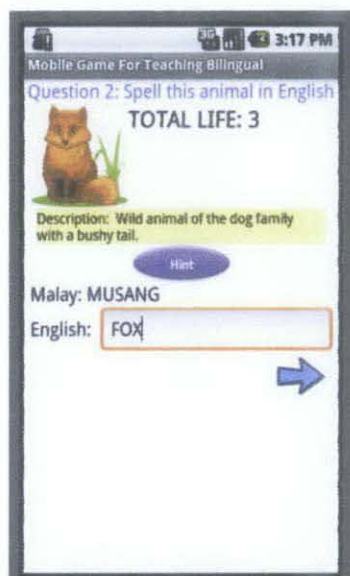 3G 3:17 PM
Mobile Game For Teaching Bilingual
Question 2: Spell this animal in English
TOTAL LIFE: 3
Description: Wild animal of the dog family
with a bushy tail.
Hint
Malay: MUSANG
English: FOX